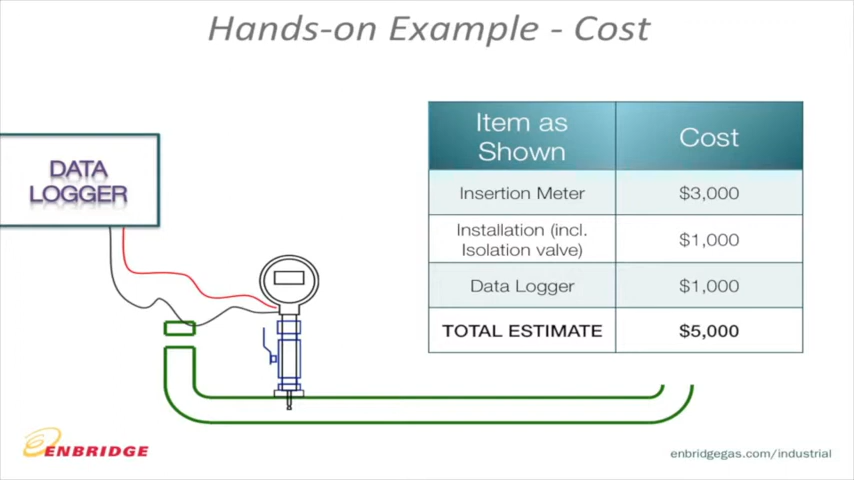 Hands-on Example - Cost
DATA
LOGGER
Item as
Shown
Cost
Insertion Meter
$3,000
Installation (incl.
Isolation valve)
$1,000
Data Logger
$1,000
TOTAL ESTIMATE
$5,000
ENBRIDGE
enbridgegas.com/industrial